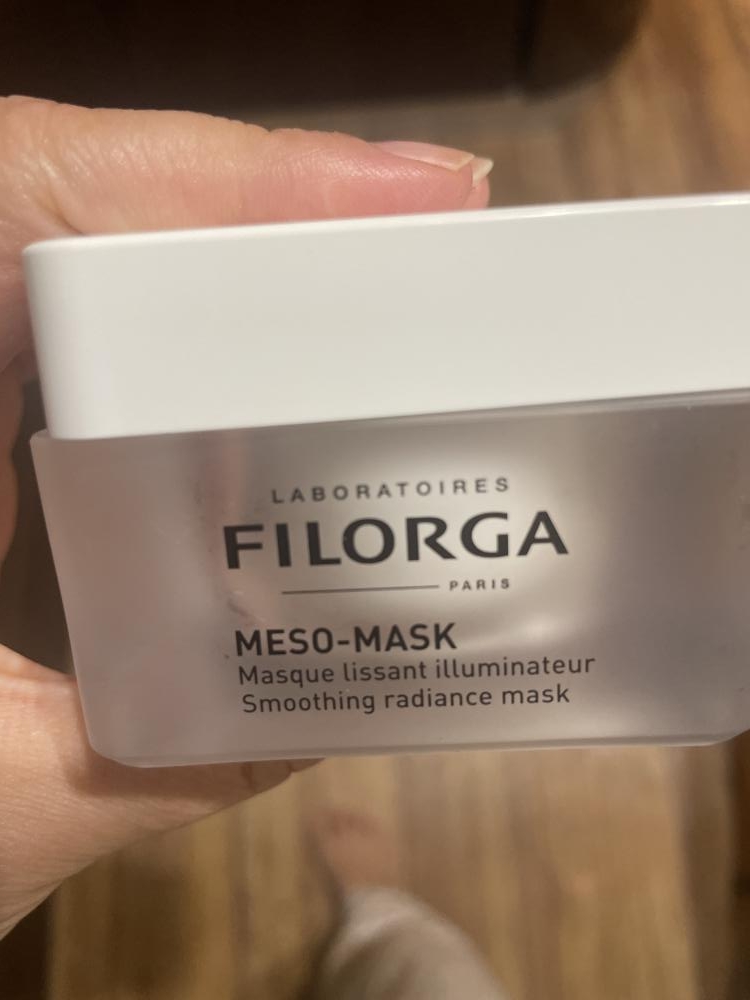 LABORATOIRES
FILORGA
PARIS
MESO-MASK
Masque lissant illuminateur
Smoothing radiance mask